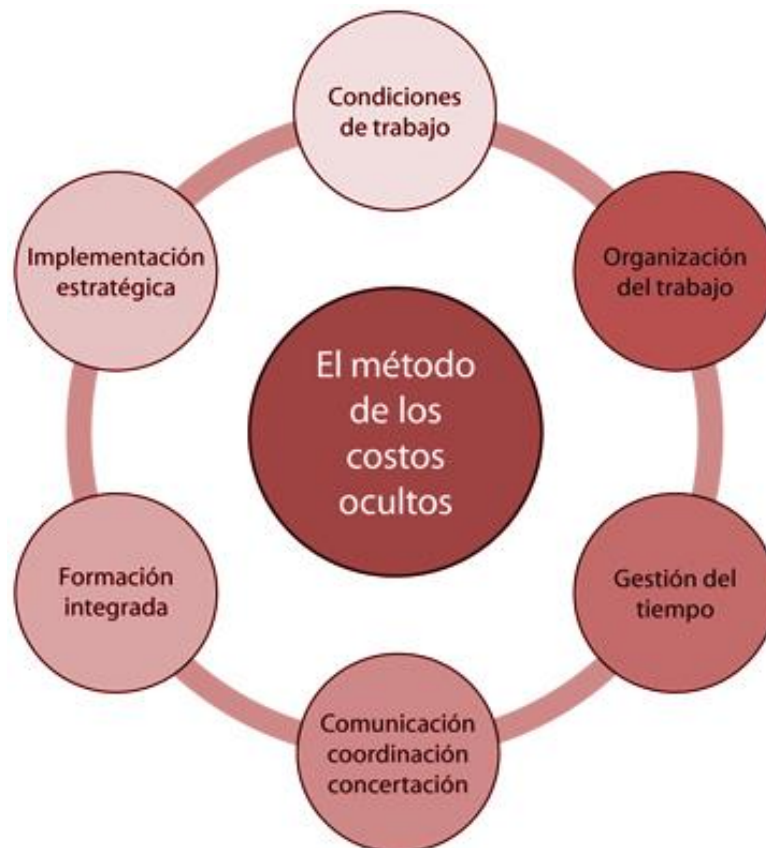 Condiciones
de trabajo
Organización
del trabajo
Gestión del
tiempo
Comunicación
coordinación
concertación
Formación
integrada
Implementación
estratégica
El método
de los
costos
ocultos